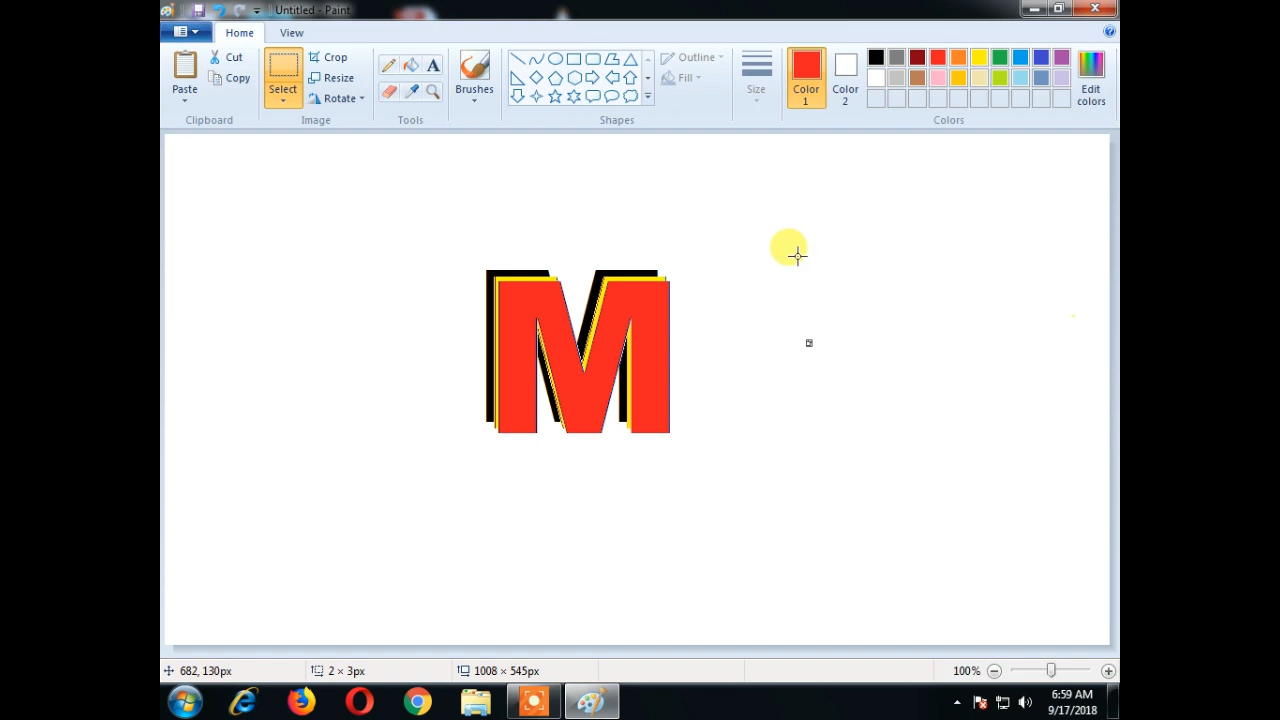 Untitled - Paint
Home View
Paste
Cut
Copy
Clipboard
Select
Crop
Resize
Rotate
Image
A
Tools
Brushes
Shapes
Outline
Fill
Size
Color 1
Color 2
Edit colors
Colors
M
682, 130px
2 × 3px
1008 × 545px
100%
6:59 AM
9/17/2018